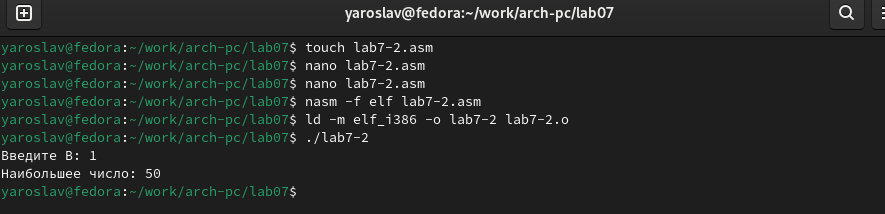 yaroslav@fedora:~/work/arch-pc/lab07
yaroslav@fedora:~/work/arch-pc/lab07$ touch lab7-2.asm
yaroslav@fedora:~/work/arch-pc/lab07$ nano lab7-2.asm
yaroslav@fedora:~/work/arch-pc/lab07$ nano lab7-2.asm
yaroslav@fedora:~/work/arch-pc/lab07$ nasm -f elf lab7-2.asm
yaroslav@fedora:~/work/arch-pc/lab07$ ld -m elf_i386 -o lab7-2 lab7-2.o
yaroslav@fedora:~/work/arch-pc/lab07$ ./lab7-2
Введите B: 1
Наибольшее число: 50
yaroslav@fedora:~/work/arch-pc/lab07$